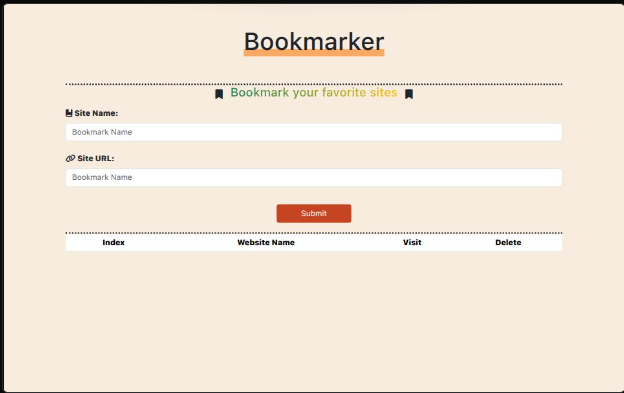 Bookmarker
Bookmark your favorite sites
Site Name:
Bookmark Name
Site URL:
Bookmark Name
Submit
Index Website Name Visit Delete